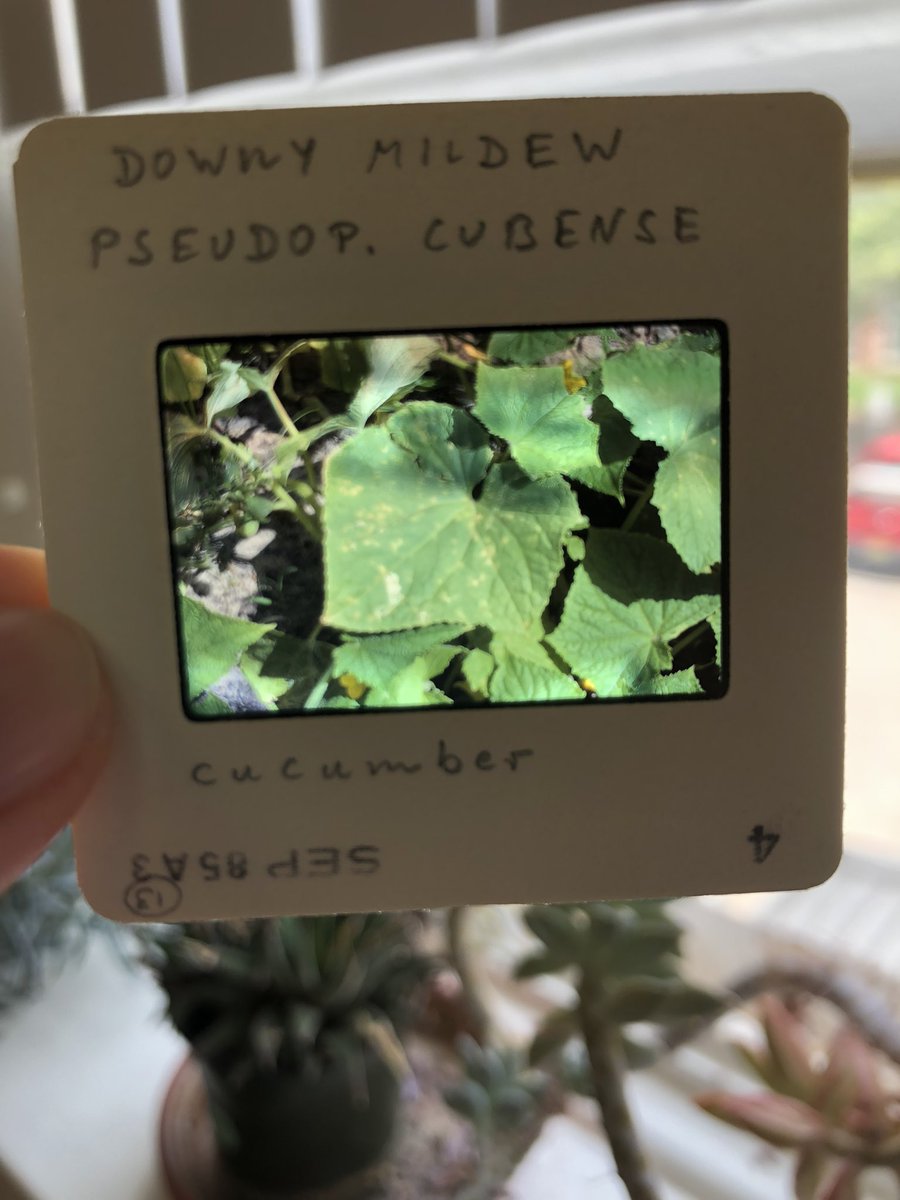 DOWNY MILDEW
PSEUDOP. CUBENSE
cucumber
SEP 85A3
13
4